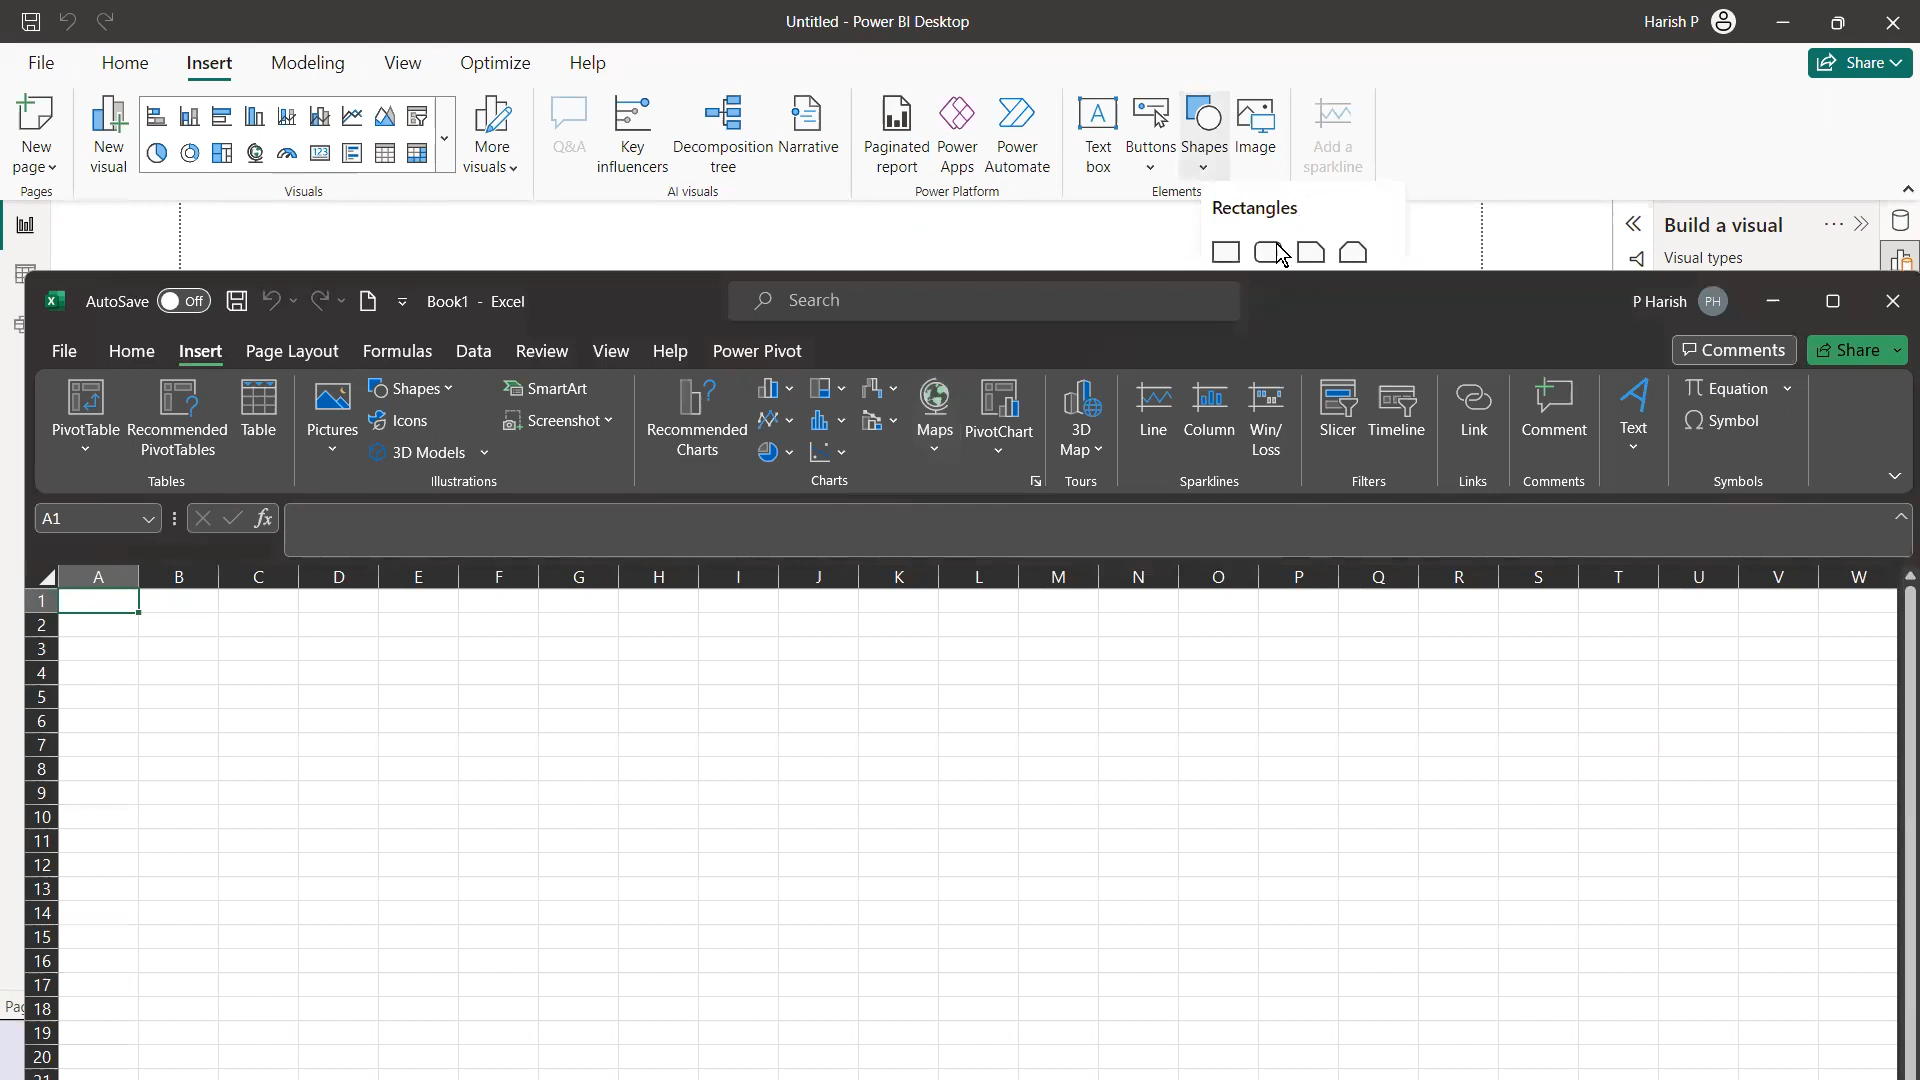 Untitled - Power BI Desktop
Harish P
File Home Insert Modeling View Optimize Help
Share
New page
Pages
New visual
123
More visuals
Visuals
Q&A
Key influencers
Decomposition tree
Narrative
AI visuals
Paginated report
Power Apps
Power Automate
Power Platform
A
Text box
Buttons
Shapes
Image
Elements
Add a sparkline
Rectangles
Build a visual
Visual types
AutoSave Off
Book1 - Excel
Search
P Harish PH
File Home Insert Page Layout Formulas Data Review View Help Power Pivot
Comments Share
PivotTable
Recommended PivotTables
Table
Tables
Pictures
Shapes
Icons
3D Models
SmartArt
Screenshot
Illustrations
Recommended Charts
Maps
PivotChart
Charts
3D Map
Tours
Line
Column
Win/ Loss
Sparklines
Slicer
Timeline
Filters
Link
Links
Comment
Comments
Text
Equation
Symbol
Symbols
A1
fx
A B C D E F G H I J K L M N O P Q R S T U V W
1
2
3
4
5
6
7
8
9
10
11
12
13
14
15
16
17
Pag
18
19
20
21